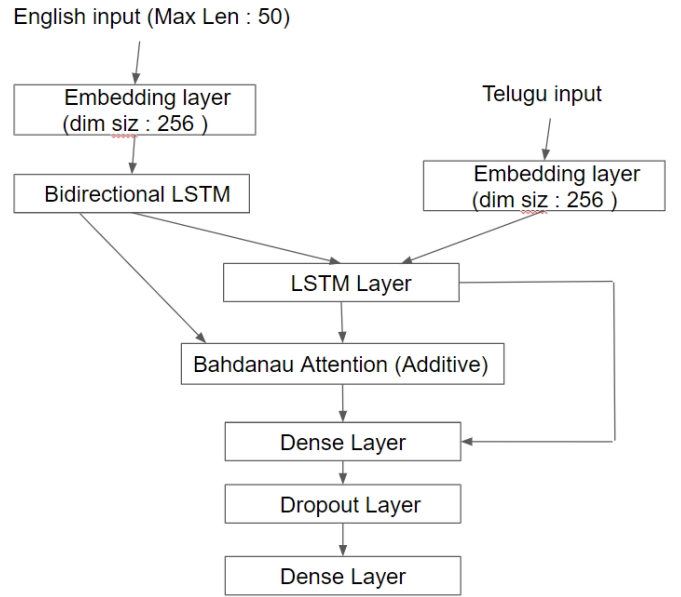 English input (Max Len : 50)
Embedding layer
(dim siz : 256 )
Telugu input
Bidirectional LSTM
Embedding layer
(dim siz : 256 )
LSTM Layer
Bahdanau Attention (Additive)
Dense Layer
Dropout Layer
Dense Layer